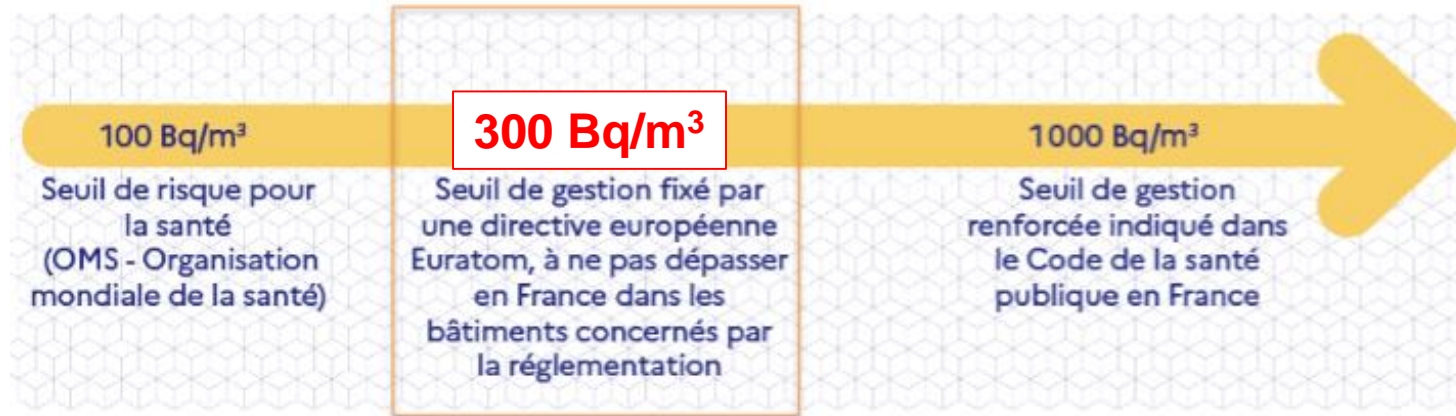 100 Bq/m³
Seuil de risque pour
la santé
(OMS - Organisation
mondiale de la santé)
300 Bq/m³
Seuil de gestion fixé par
une directive européenne
Euratom, à ne pas dépasser
en France dans les
bâtiments concernés par
la réglementation
1000 Bq/m³
Seuil de gestion
renforcée indiqué dans
le Code de la santé
publique en France